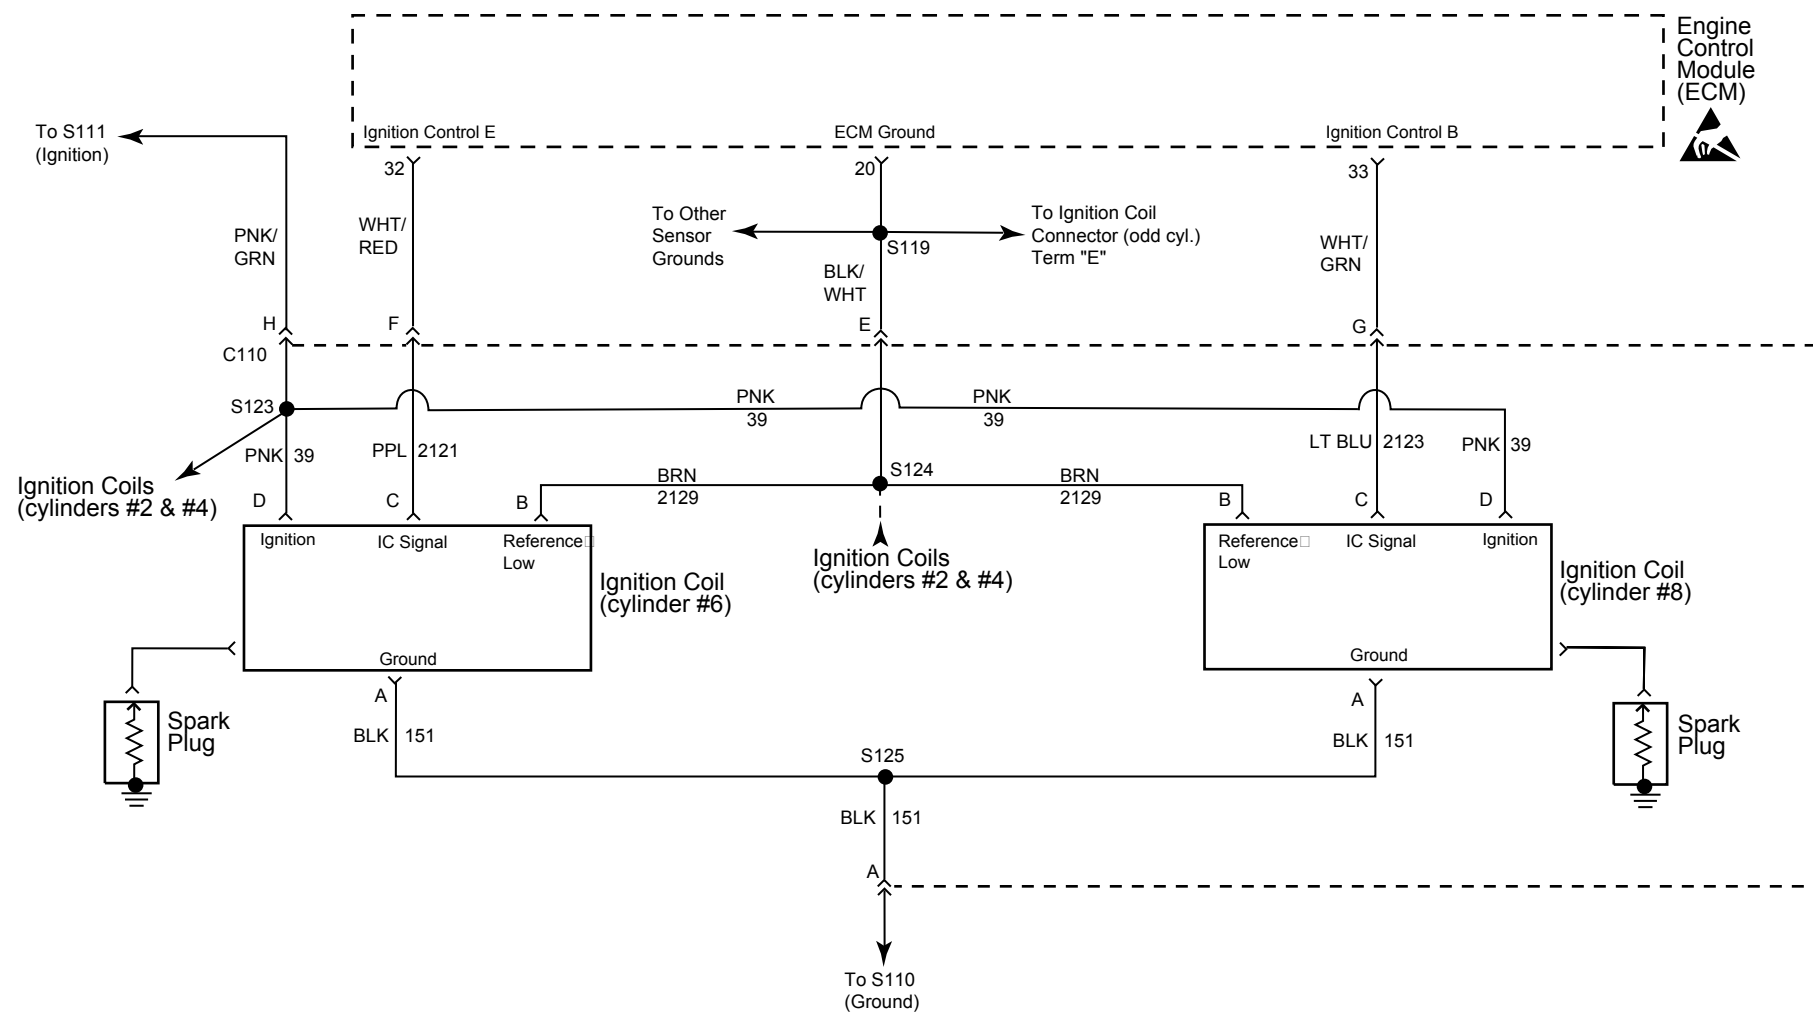 Engine
Control
Module
(ECM)
Ignition Control E
ECM Ground
Ignition Control B
To S111
(Ignition)
32
20
33
PNK/
GRN
WHT/
RED
To Other
Sensor
Grounds
S119
To Ignition Coil
Connector (odd cyl.)
Term "E"
BLK/
WHT
WHT/
GRN
H
F
E
G
C110
S123
PNK
39
PNK
39
PNK 39
PPL 2121
LT BLU 2123
PNK 39
Ignition Coils
(cylinders #2 & #4)
BRN
2129
S124
BRN
2129
D
C
B
B
C
D
Ignition
IC Signal
Reference
Low
Ignition Coils
(cylinders #2 & #4)
Reference
Low
IC Signal
Ignition
Ignition Coil
(cylinder #6)
Ignition Coil
(cylinder #8)
Ground
Ground
A
A
Spark
Plug
BLK 151
BLK 151
Spark
Plug
S125
BLK 151
A
To S110
(Ground)